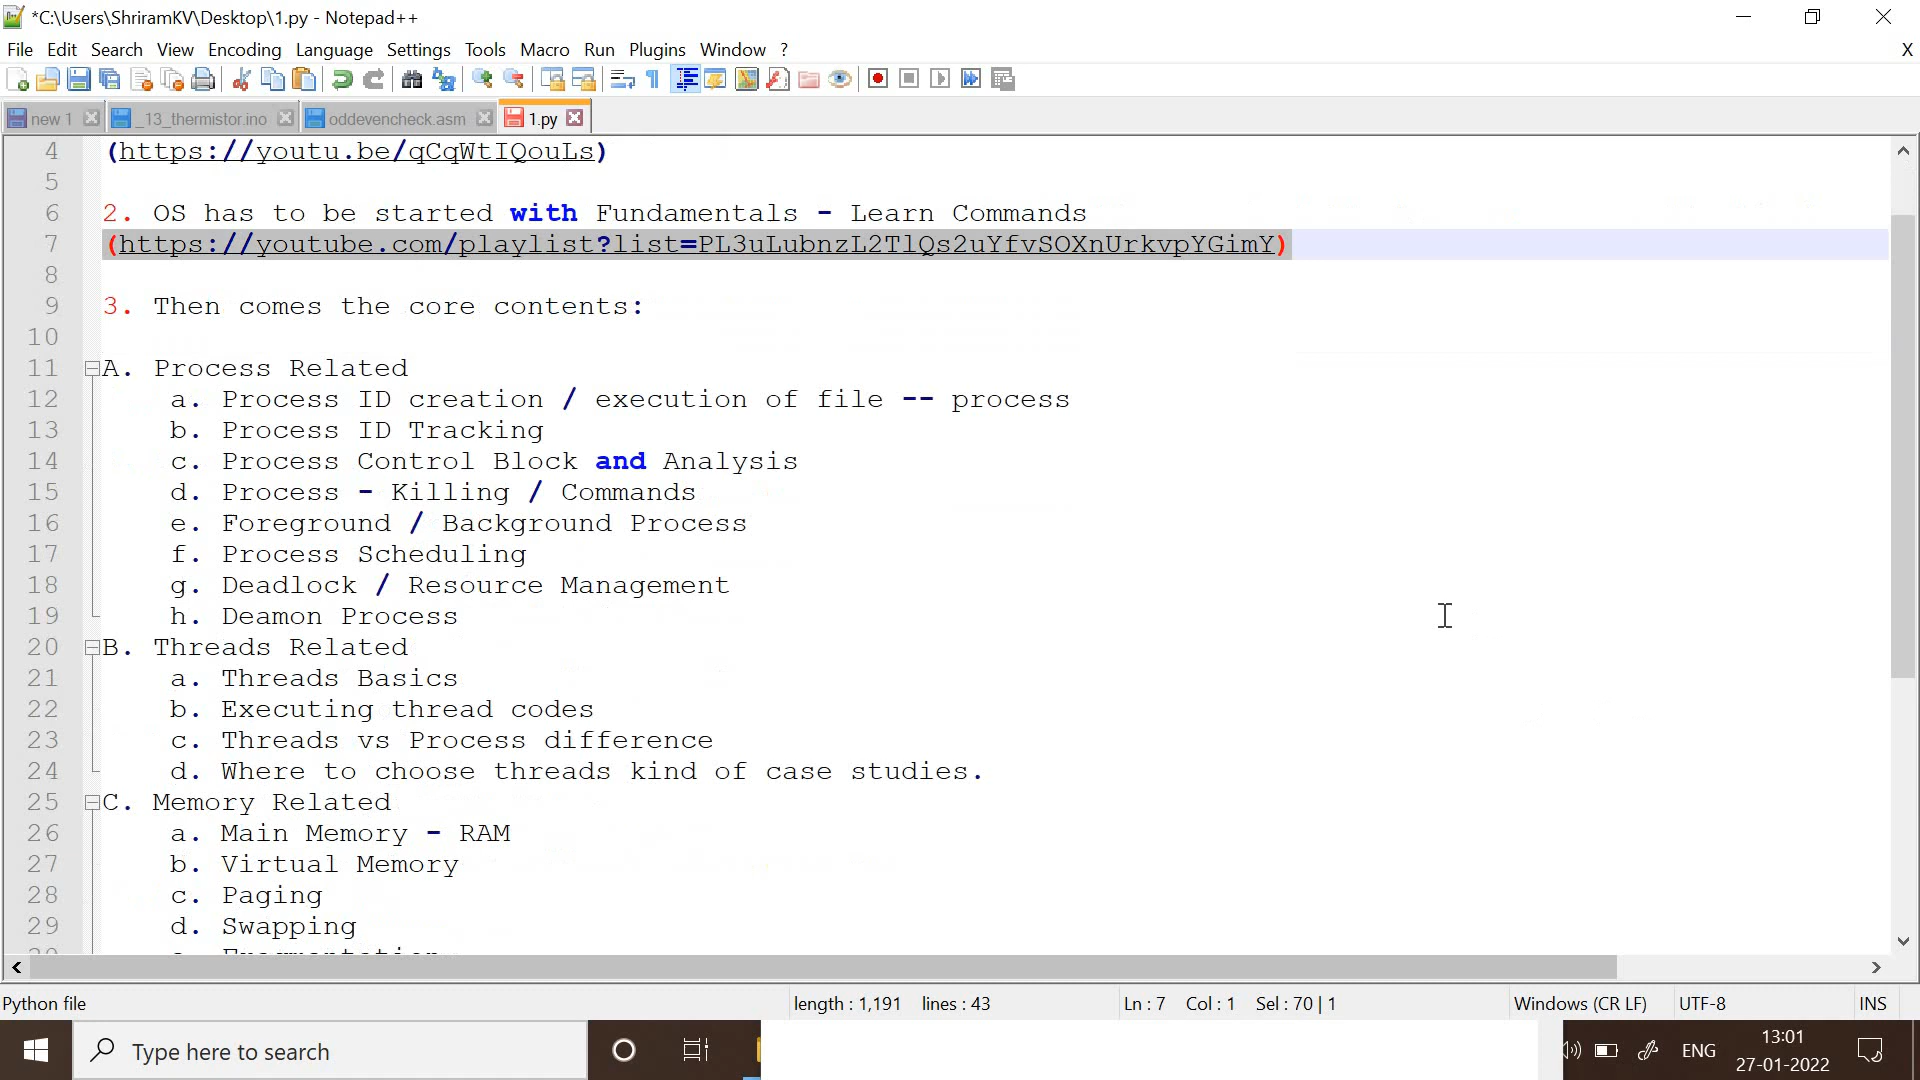 *C:\Users\ShriramKV\Desktop\1.py - Notepad++
File Edit Search View Encoding Language Settings Tools Macro Run Plugins Window ? X
new 1 _13_thermistor.ino oddevencheck.asm 1.py
4 (https://youtu.be/qCqWtIQouLs)
5
6 2. OS has to be started with Fundamentals - Learn Commands
7 (https://youtube.com/playlist?list=PL3uLubnzL2TlQs2uYfvSOXnUrkvpYGimY)
8
9 3. Then comes the core contents:
10
11 A. Process Related
12 a. Process ID creation / execution of file -- process
13 b. Process ID Tracking
14 c. Process Control Block and Analysis
15 d. Process - Killing / Commands
16 e. Foreground / Background Process
17 f. Process Scheduling
18 g. Deadlock / Resource Management
19 h. Deamon Process
20 B. Threads Related
21 a. Threads Basics
22 b. Executing thread codes
23 c. Threads vs Process difference
24 d. Where to choose threads kind of case studies.
25 C. Memory Related
26 a. Main Memory - RAM
27 b. Virtual Memory
28 c. Paging
29 d. Swapping
Python file length : 1,191 lines : 43 Ln : 7 Col : 1 Sel : 70 | 1 Windows (CR LF) UTF-8 INS
Type here to search ENG 13:01
27-01-2022